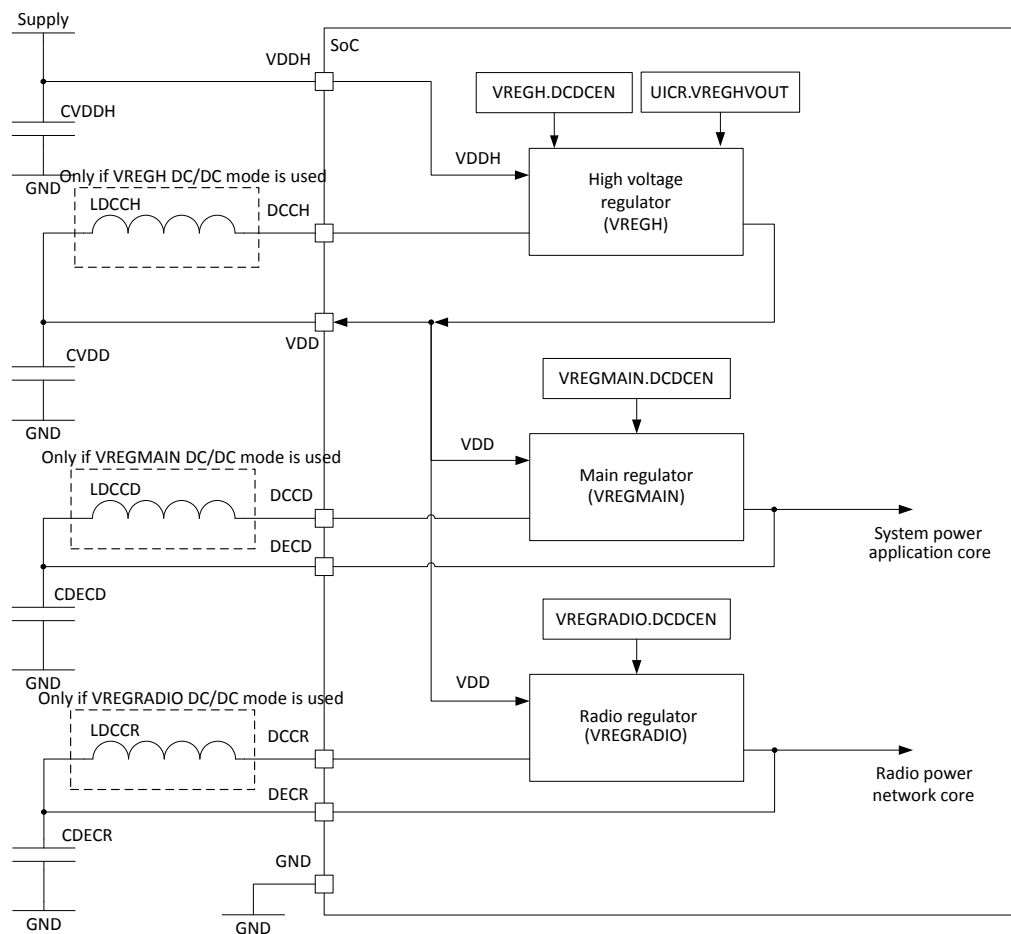 Supply
SoC
VDDH
VREGH.DCDCEN
UICR.VREGHVOUT
CVDDH
VDDH
GND
Only if VREGH DC/DC mode is used
High voltage
regulator
(VREGH)
LDCCH
DCCH
VDD
CVDD
VREGMAIN.DCDCEN
GND
VDD
Only if VREGMAIN DC/DC mode is used
Main regulator
(VREGMAIN)
LDCCD
DCCD
System power
application core
DECD
CDECD
VREGRADIO.DCDCEN
GND
VDD
Only if VREGRADIO DC/DC mode is used
Radio regulator
(VREGRADIO)
LDCCR
DCCR
Radio power
network core
DECR
CDECR
GND
GND
GND